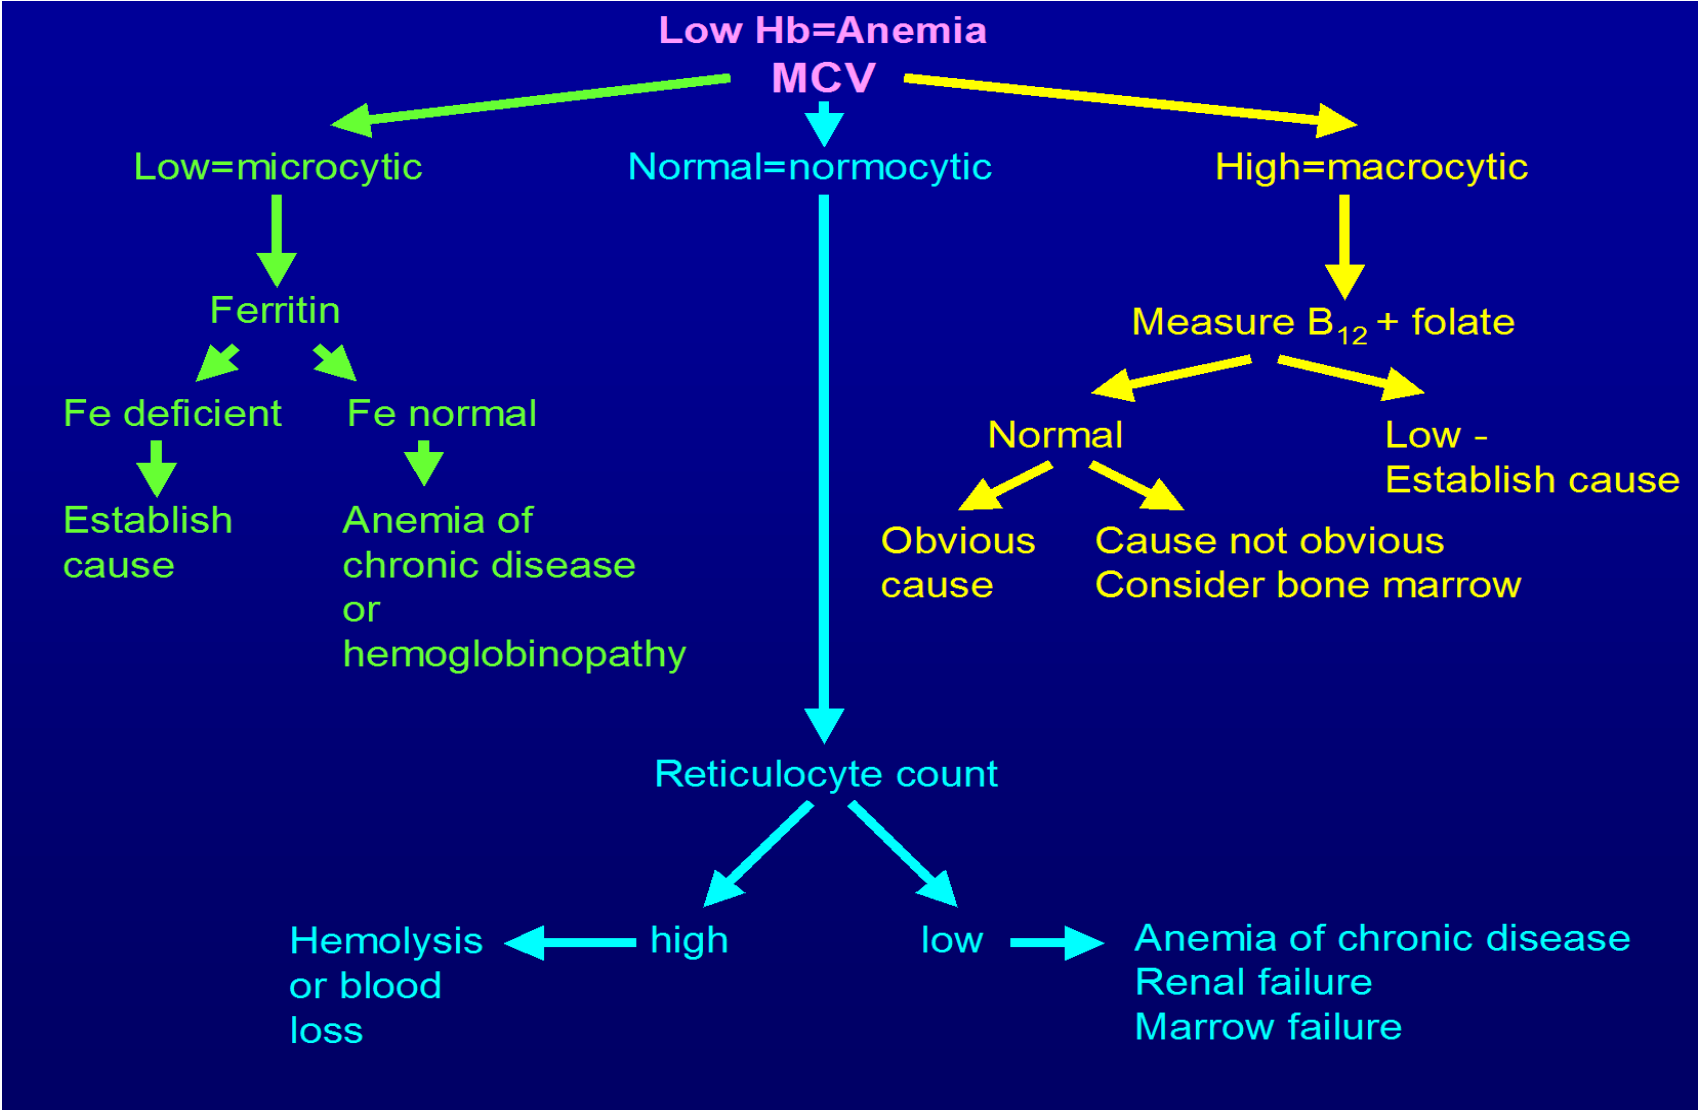 Low Hb=Anemia
MCV
Low=microcytic
Normal=normocytic
High=macrocytic
Ferritin
Measure B₁₂ + folate
Fe deficient
Fe normal
Normal
Low -
Establish cause
Establish
cause
Anemia of
chronic disease
or
hemoglobinopathy
Obvious
cause
Cause not obvious
Consider bone marrow
Reticulocyte count
high
low
Hemolysis
or blood
loss
Anemia of chronic disease
Renal failure
Marrow failure